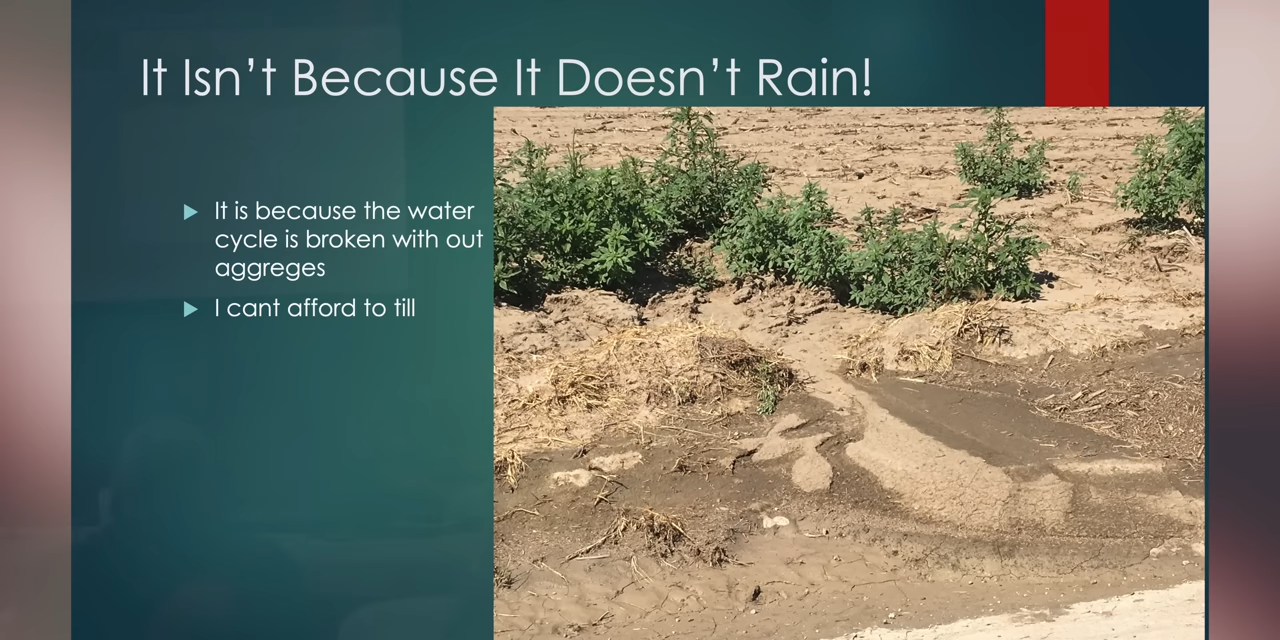 It Isn't Because It Doesn't Rain!
It is because the water
cycle is broken with out
aggreges
I cant afford to till